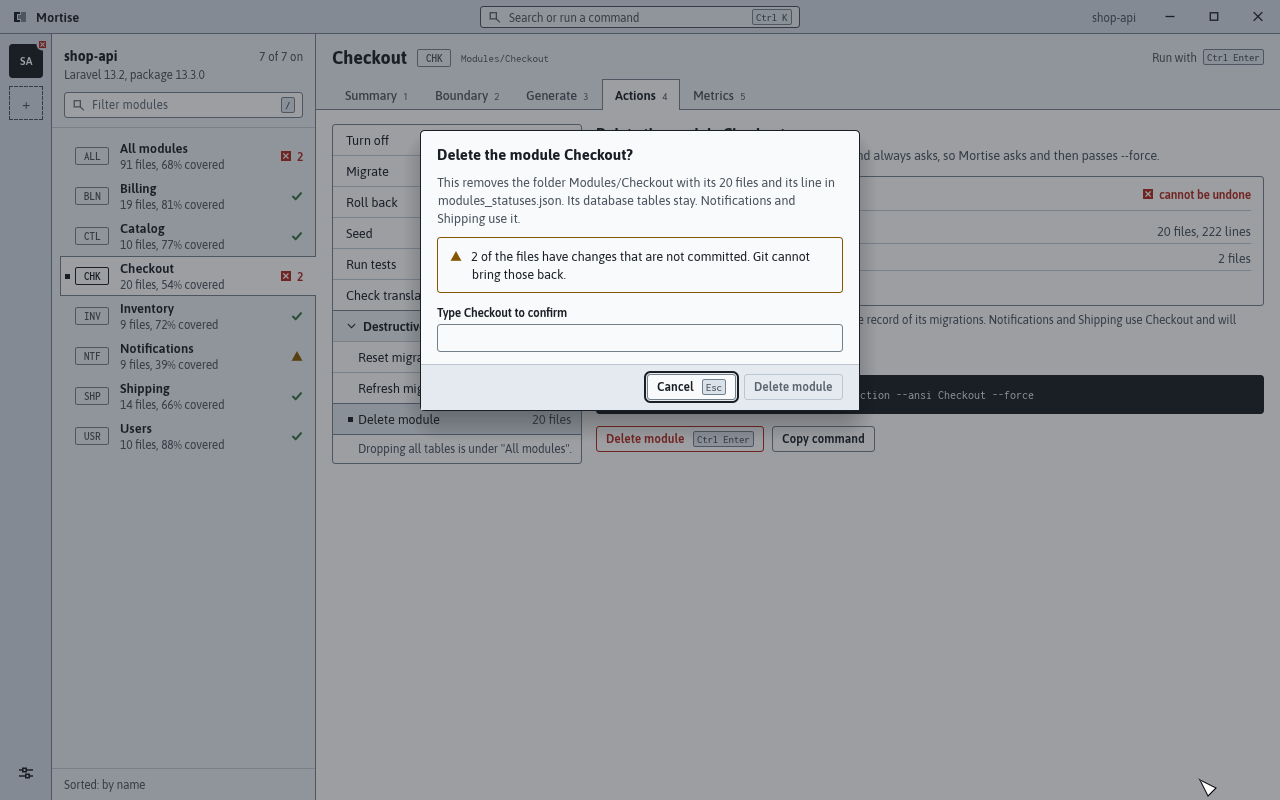 Mortise
Search or run a command
Ctrl K
shop-api
SA
+
shop-api
7 of 7 on
Laravel 13.2, package 13.3.0
Filter modules
/
ALL
All modules
91 files, 68% covered
2
BLN
Billing
19 files, 81% covered
CTL
Catalog
10 files, 77% covered
CHK
Checkout
20 files, 54% covered
2
INV
Inventory
9 files, 72% covered
NTF
Notifications
9 files, 39% covered
SHP
Shipping
14 files, 66% covered
USR
Users
10 files, 88% covered
Sorted: by name
Checkout
CHK
Modules/Checkout
Run with
Ctrl Enter
Summary 1
Boundary 2
Generate 3
Actions 4
Metrics 5
Turn off
Migrate
Roll back
Seed
Run tests
Check transla
Destructiv
Reset migra
Refresh mig
Delete module
20 files
Dropping all tables is under "All modules".
nd always asks, so Mortise asks and then passes --force.
cannot be undone
20 files, 222 lines
2 files
e record of its migrations. Notifications and Shipping use Checkout and will
ction --ansi Checkout --force
Delete module
Ctrl Enter
Copy command
Delete the module Checkout?
This removes the folder Modules/Checkout with its 20 files and its line in
modules_statuses.json. Its database tables stay. Notifications and
Shipping use it.
2 of the files have changes that are not committed. Git cannot
bring those back.
Type Checkout to confirm
Cancel
Esc
Delete module